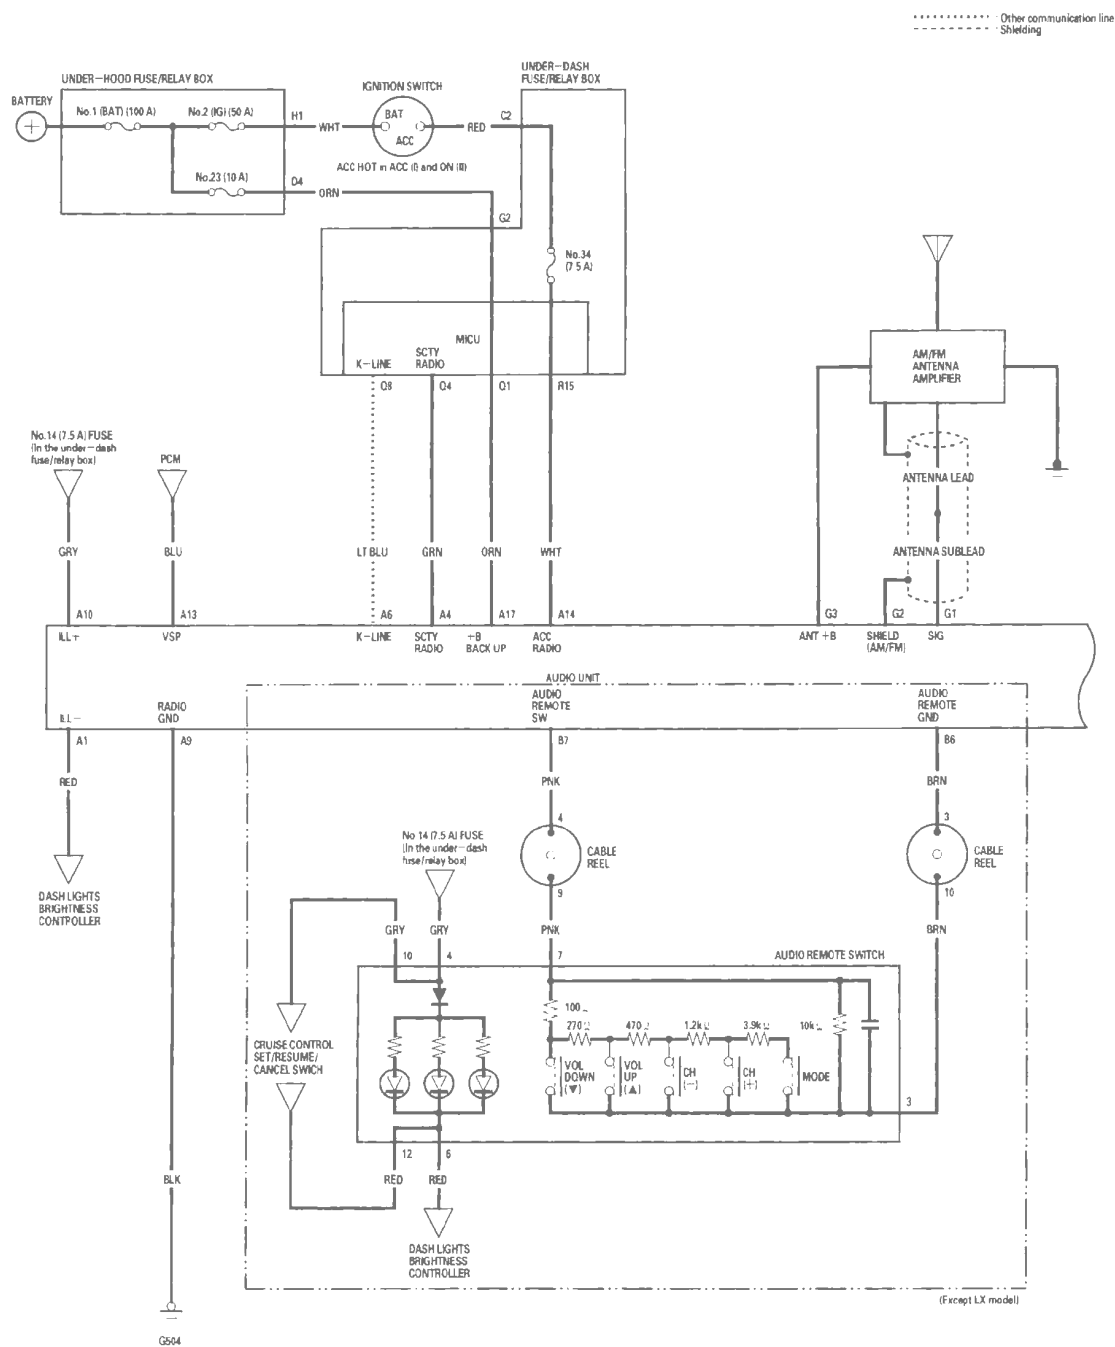 Other communication line
Shielding
UNDER-HOOD FUSE/RELAY BOX
UNDER-DASH
FUSE/RELAY BOX
BATTERY
IGNITION SWITCH
No.1 (BAT) (100 A)
No.2 (IG) (50 A)
H1
WHT
BAT
ACC
RED
C2
ACC HOT in ACC (I) and ON (II)
No.23 (10 A)
D4
ORN
G2
No.34
(7.5 A)
MICU
SCTY
RADIO
K-LINE
Q8
Q4
Q1
R15
AM/FM
ANTENNA
AMPLIFIER
ANTENNA LEAD
ANTENNA SUBLEAD
No.14 (7.5 A) FUSE
(In the under-dash
fuse/relay box)
PCM
GRY
BLU
LT BLU
GRN
ORN
WHT
A10
A13
A6
A4
A17
A14
G3
G2
G1
ILL+
VSP
K-LINE
SCTY
RADIO
+B
BACK UP
ACC
RADIO
ANT +B
SHIELD
(AM/FM)
SIG
AUDIO UNIT
ILL-
RADIO
GND
AUDIO
REMOTE
SW
AUDIO
REMOTE
GND
A1
A9
B7
B6
RED
PNK
BRN
4
3
CABLE
REEL
CABLE
REEL
9
10
No 14 (7.5 A) FUSE
(In the under-dash
fuse/relay box)
DASH LIGHTS
BRIGHTNESS
CONTROLLER
GRY
GRY
PNK
BRN
10
4
7
AUDIO REMOTE SWITCH
100Ω
270Ω
470Ω
1.2kΩ
3.9kΩ
10kΩ
CRUISE CONTROL
SET/RESUME/
CANCEL SWICH
VOL
DOWN
(▼)
VOL
UP
(▲)
CH
(-)
CH
(+)
MODE
3
12
6
RED
RED
BLK
DASH LIGHTS
BRIGHTNESS
CONTROLLER
(Except LX model)
G504